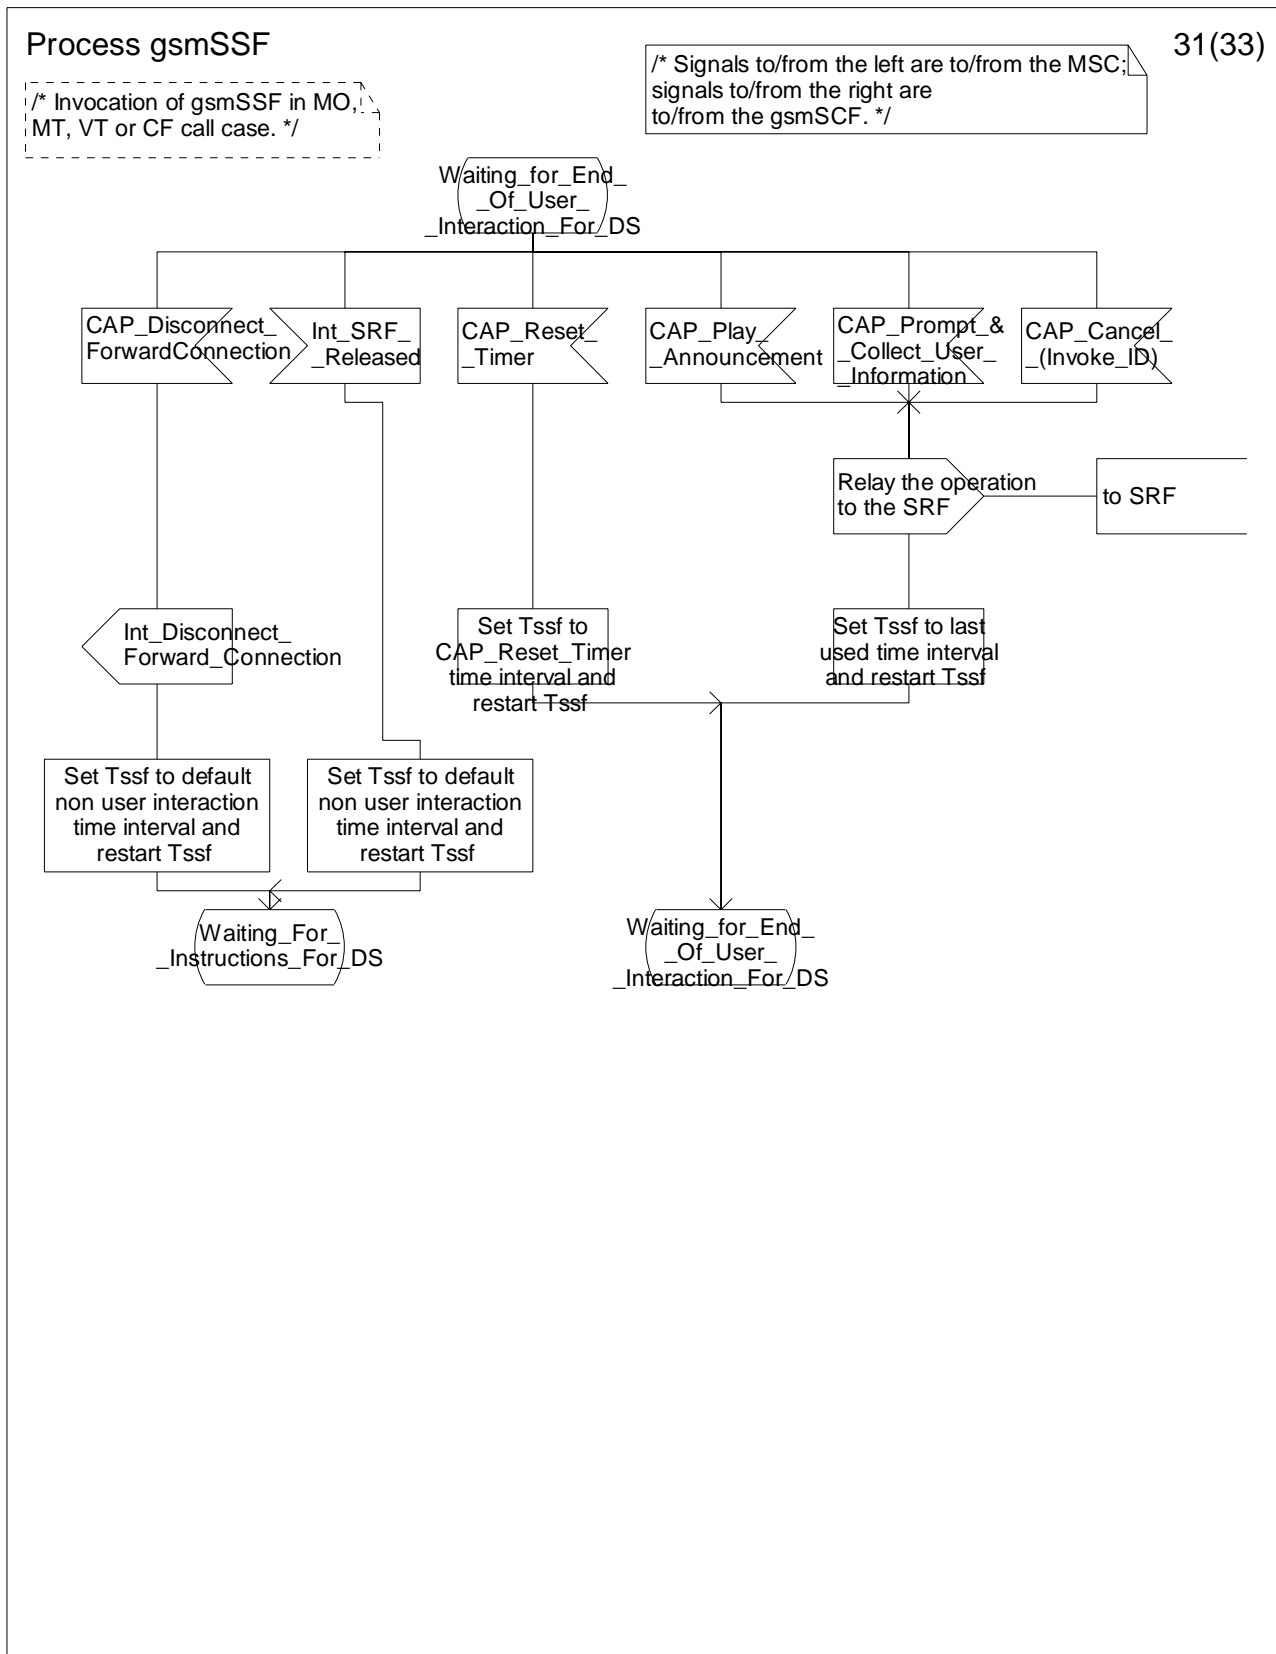 Process gsmSSF
31(33)
/* Invocation of gsmSSF in MO,
MT, VT or CF call case. */
/* Signals to/from the left are to/from the MSC;
signals to/from the right are
to/from the gsmSCF. */
Waiting_for_End_
_Of_User_
_Interaction_For_DS
CAP_Disconnect_
ForwardConnection
Int_SRF_
_Released
CAP_Reset_
_Timer
CAP_Play_
_Announcement
CAP_Prompt_&
_Collect_User_
_Information
CAP_Cancel_
_(Invoke_ID)
Relay the operation
to the SRF
to SRF
Int_Disconnect_
Forward_Connection
Set Tssf to
CAP_Reset_Timer
time interval and
restart Tssf
Set Tssf to last
used time interval
and restart Tssf
Set Tssf to default
non user interaction
time interval and
restart Tssf
Set Tssf to default
non user interaction
time interval and
restart Tssf
Waiting_For_
_Instructions_For_DS
Waiting_for_End_
_Of_User_
_Interaction_For_DS